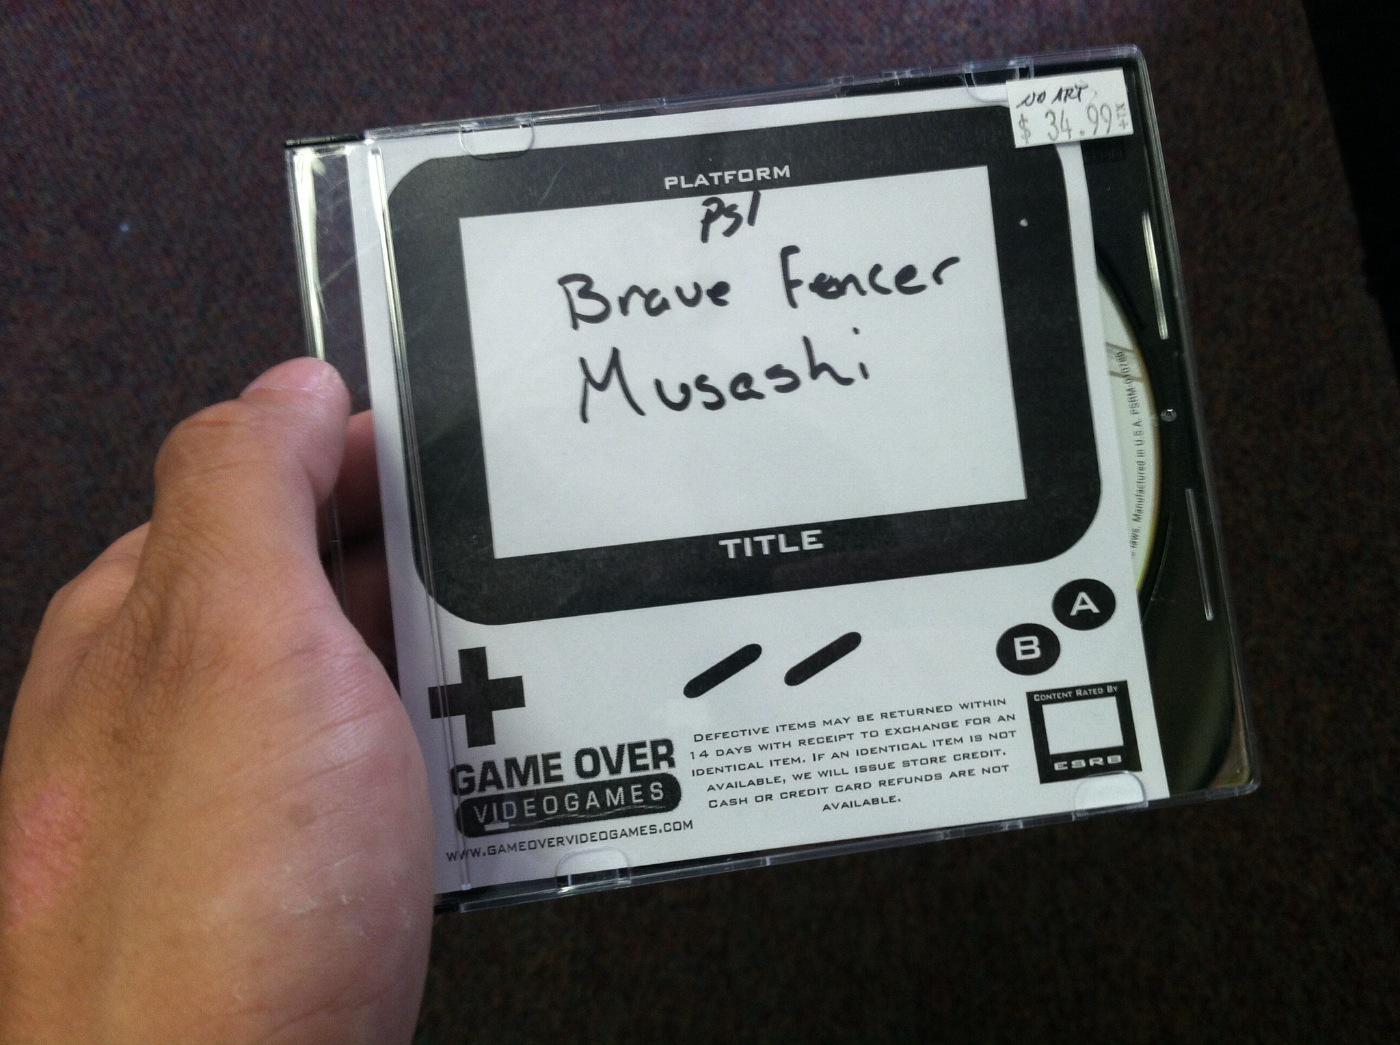 NO ART
$ 34.99
PLATFORM
PS1
Brave Fencer
Musashi
TITLE
A
B
CONTENT RATED BY
ESRB
DEFECTIVE ITEMS MAY BE RETURNED WITHIN
14 DAYS WITH RECEIPT TO EXCHANGE FOR AN
IDENTICAL ITEM. IF AN IDENTICAL ITEM IS NOT
AVAILABLE, WE WILL ISSUE STORE CREDIT.
CASH OR CREDIT CARD REFUNDS ARE NOT
AVAILABLE.
GAME OVER
VIDEOGAMES
WWW.GAMEOVERVIDEOGAMES.COM
Manufactured in U.S.A.